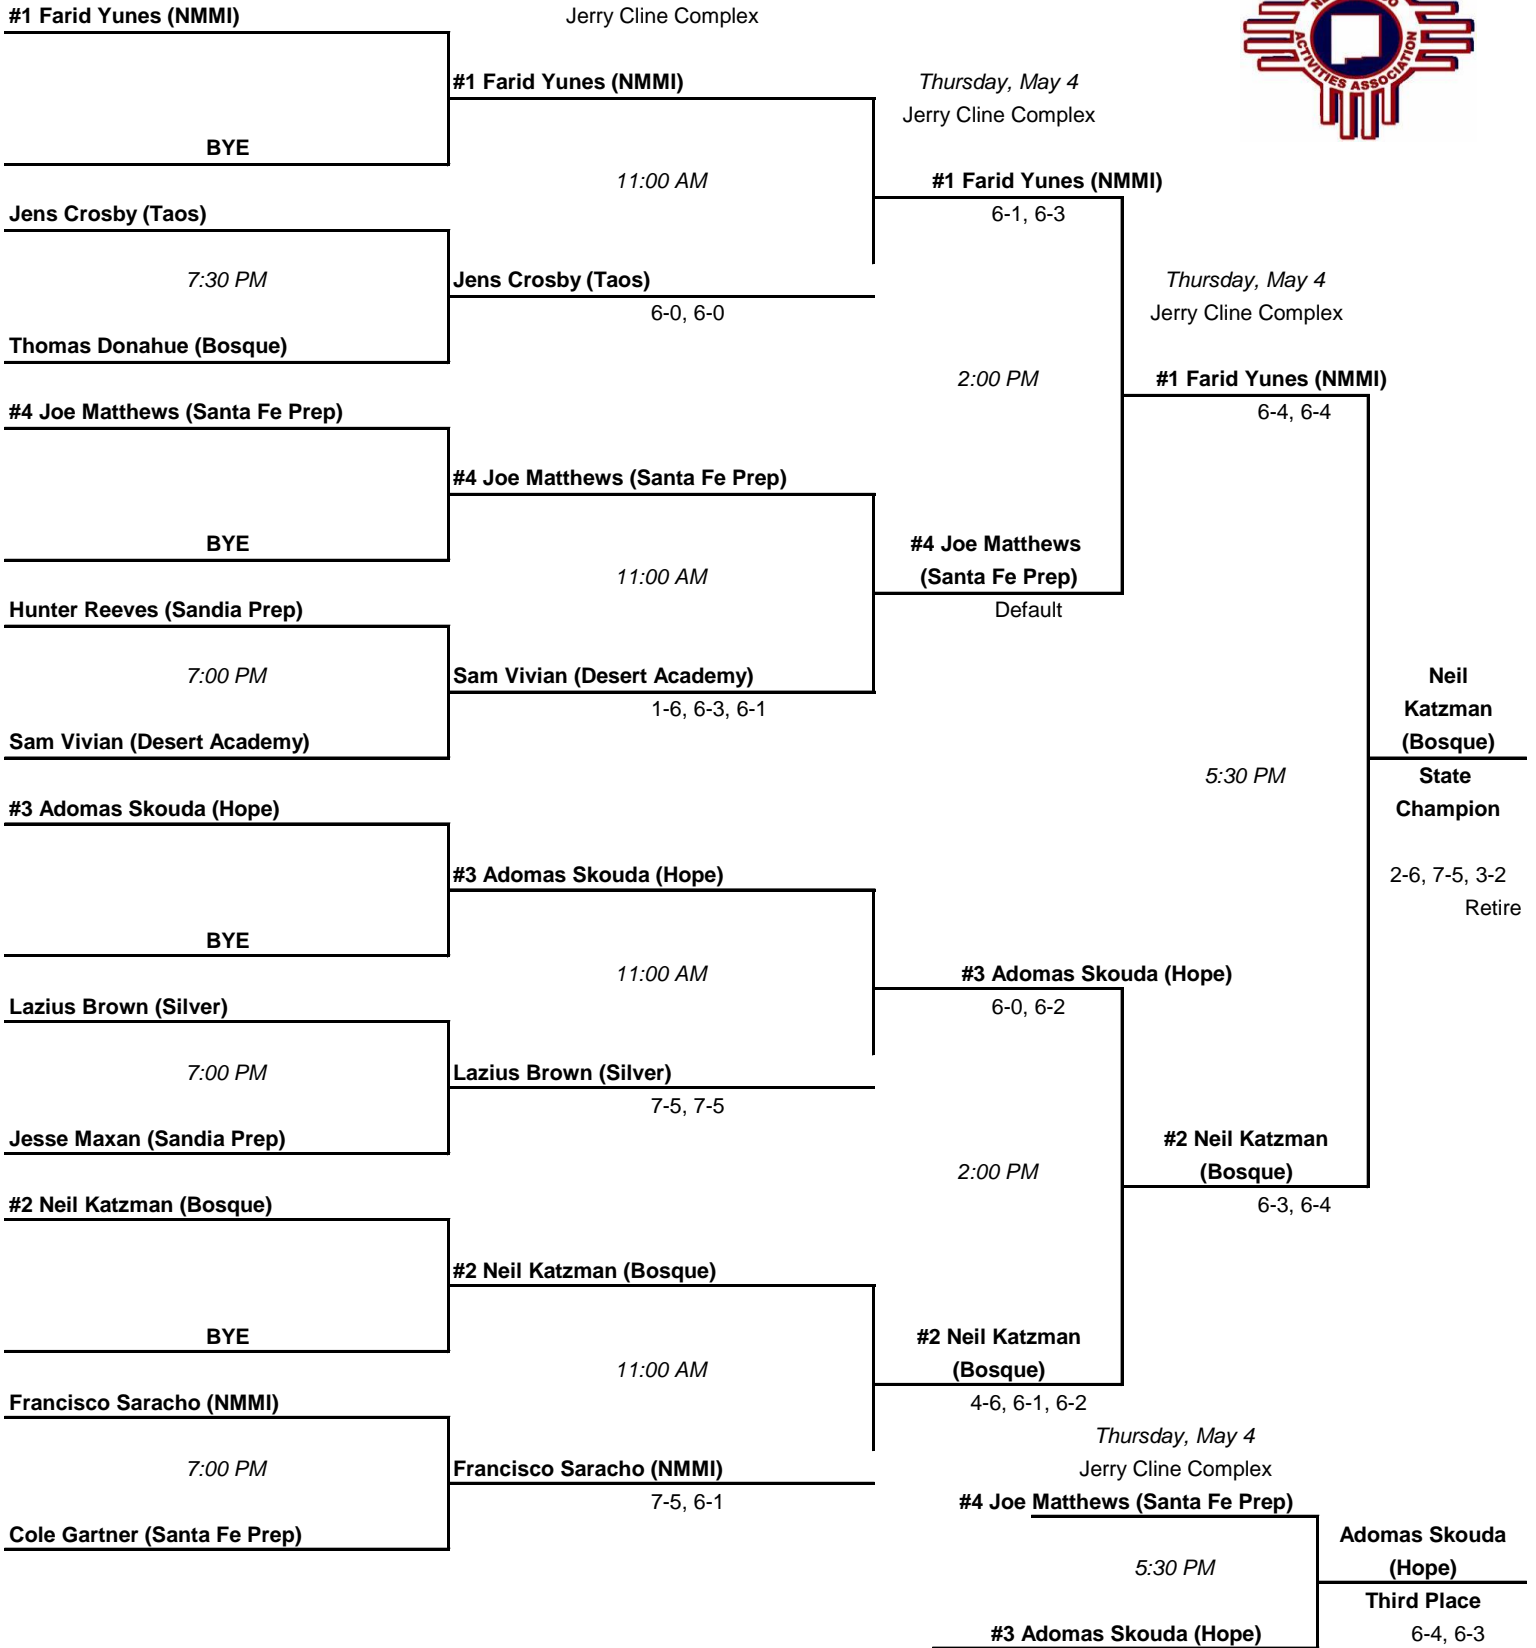 #1 Farid Yunes (NMMI)
Jerry Cline Complex
ACTIVITIES ASSOCIATION
#1 Farid Yunes (NMMI)
Thursday, May 4
Jerry Cline Complex
BYE
11:00 AM
#1 Farid Yunes (NMMI)
Jens Crosby (Taos)
6-1, 6-3
7:30 PM
Jens Crosby (Taos)
Thursday, May 4
6-0, 6-0
Jerry Cline Complex
Thomas Donahue (Bosque)
2:00 PM
#1 Farid Yunes (NMMI)
#4 Joe Matthews (Santa Fe Prep)
6-4, 6-4
#4 Joe Matthews (Santa Fe Prep)
BYE
#4 Joe Matthews
(Santa Fe Prep)
11:00 AM
Hunter Reeves (Sandia Prep)
Default
7:00 PM
Sam Vivian (Desert Academy)
1-6, 6-3, 6-1
Neil
Katzman
(Bosque)
Sam Vivian (Desert Academy)
5:30 PM
State
Champion
#3 Adomas Skouda (Hope)
#3 Adomas Skouda (Hope)
2-6, 7-5, 3-2
Retire
BYE
11:00 AM
#3 Adomas Skouda (Hope)
Lazius Brown (Silver)
6-0, 6-2
7:00 PM
Lazius Brown (Silver)
7-5, 7-5
Jesse Maxan (Sandia Prep)
#2 Neil Katzman
(Bosque)
2:00 PM
#2 Neil Katzman (Bosque)
6-3, 6-4
#2 Neil Katzman (Bosque)
BYE
#2 Neil Katzman
(Bosque)
11:00 AM
Francisco Saracho (NMMI)
4-6, 6-1, 6-2
Thursday, May 4
7:00 PM
Francisco Saracho (NMMI)
Jerry Cline Complex
7-5, 6-1
#4 Joe Matthews (Santa Fe Prep)
Cole Gartner (Santa Fe Prep)
Adomas Skouda
(Hope)
5:30 PM
Third Place
#3 Adomas Skouda (Hope)
6-4, 6-3